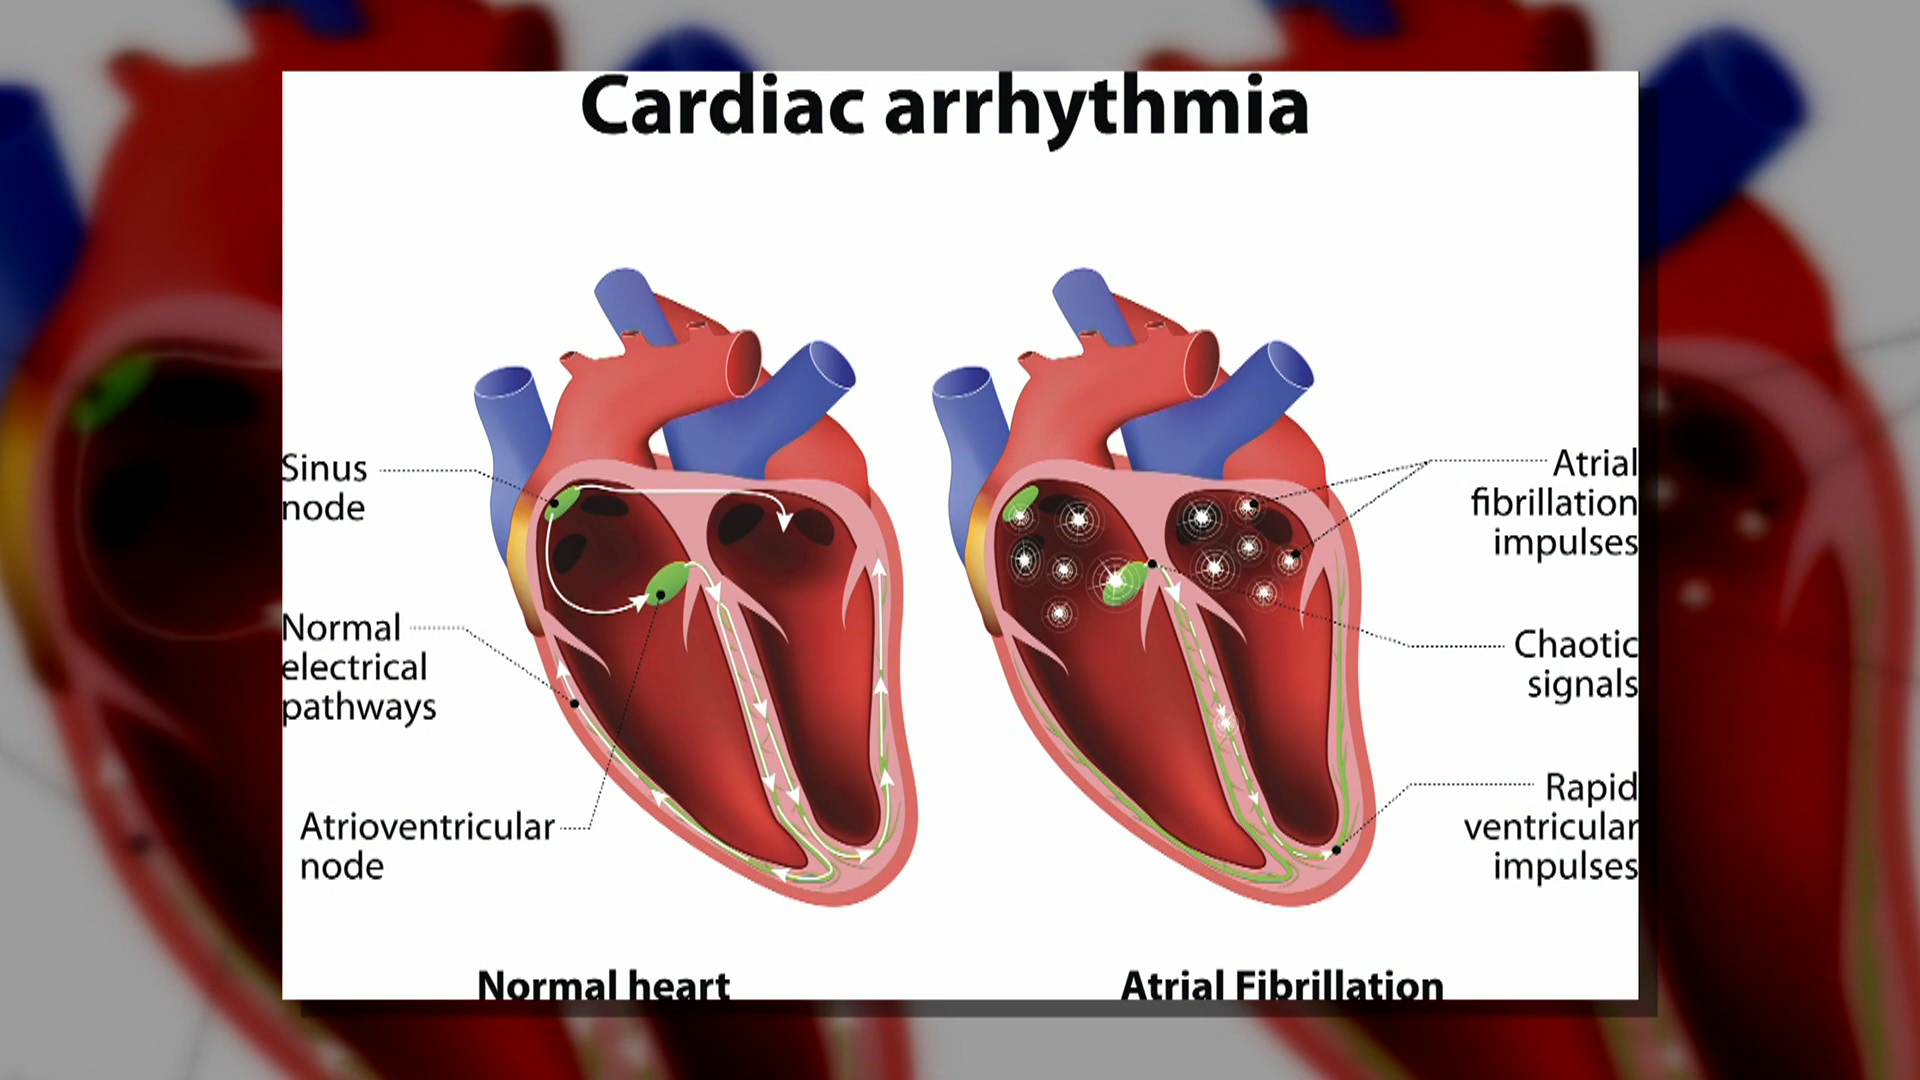 Cardiac arrhythmia
Sinus
node
Normal
electrical
pathways
Atrioventricular
node
Atrial
fibrillation
impulses
Chaotic
signals
Rapid
ventricular
impulses
Normal heart
Atrial Fibrillation